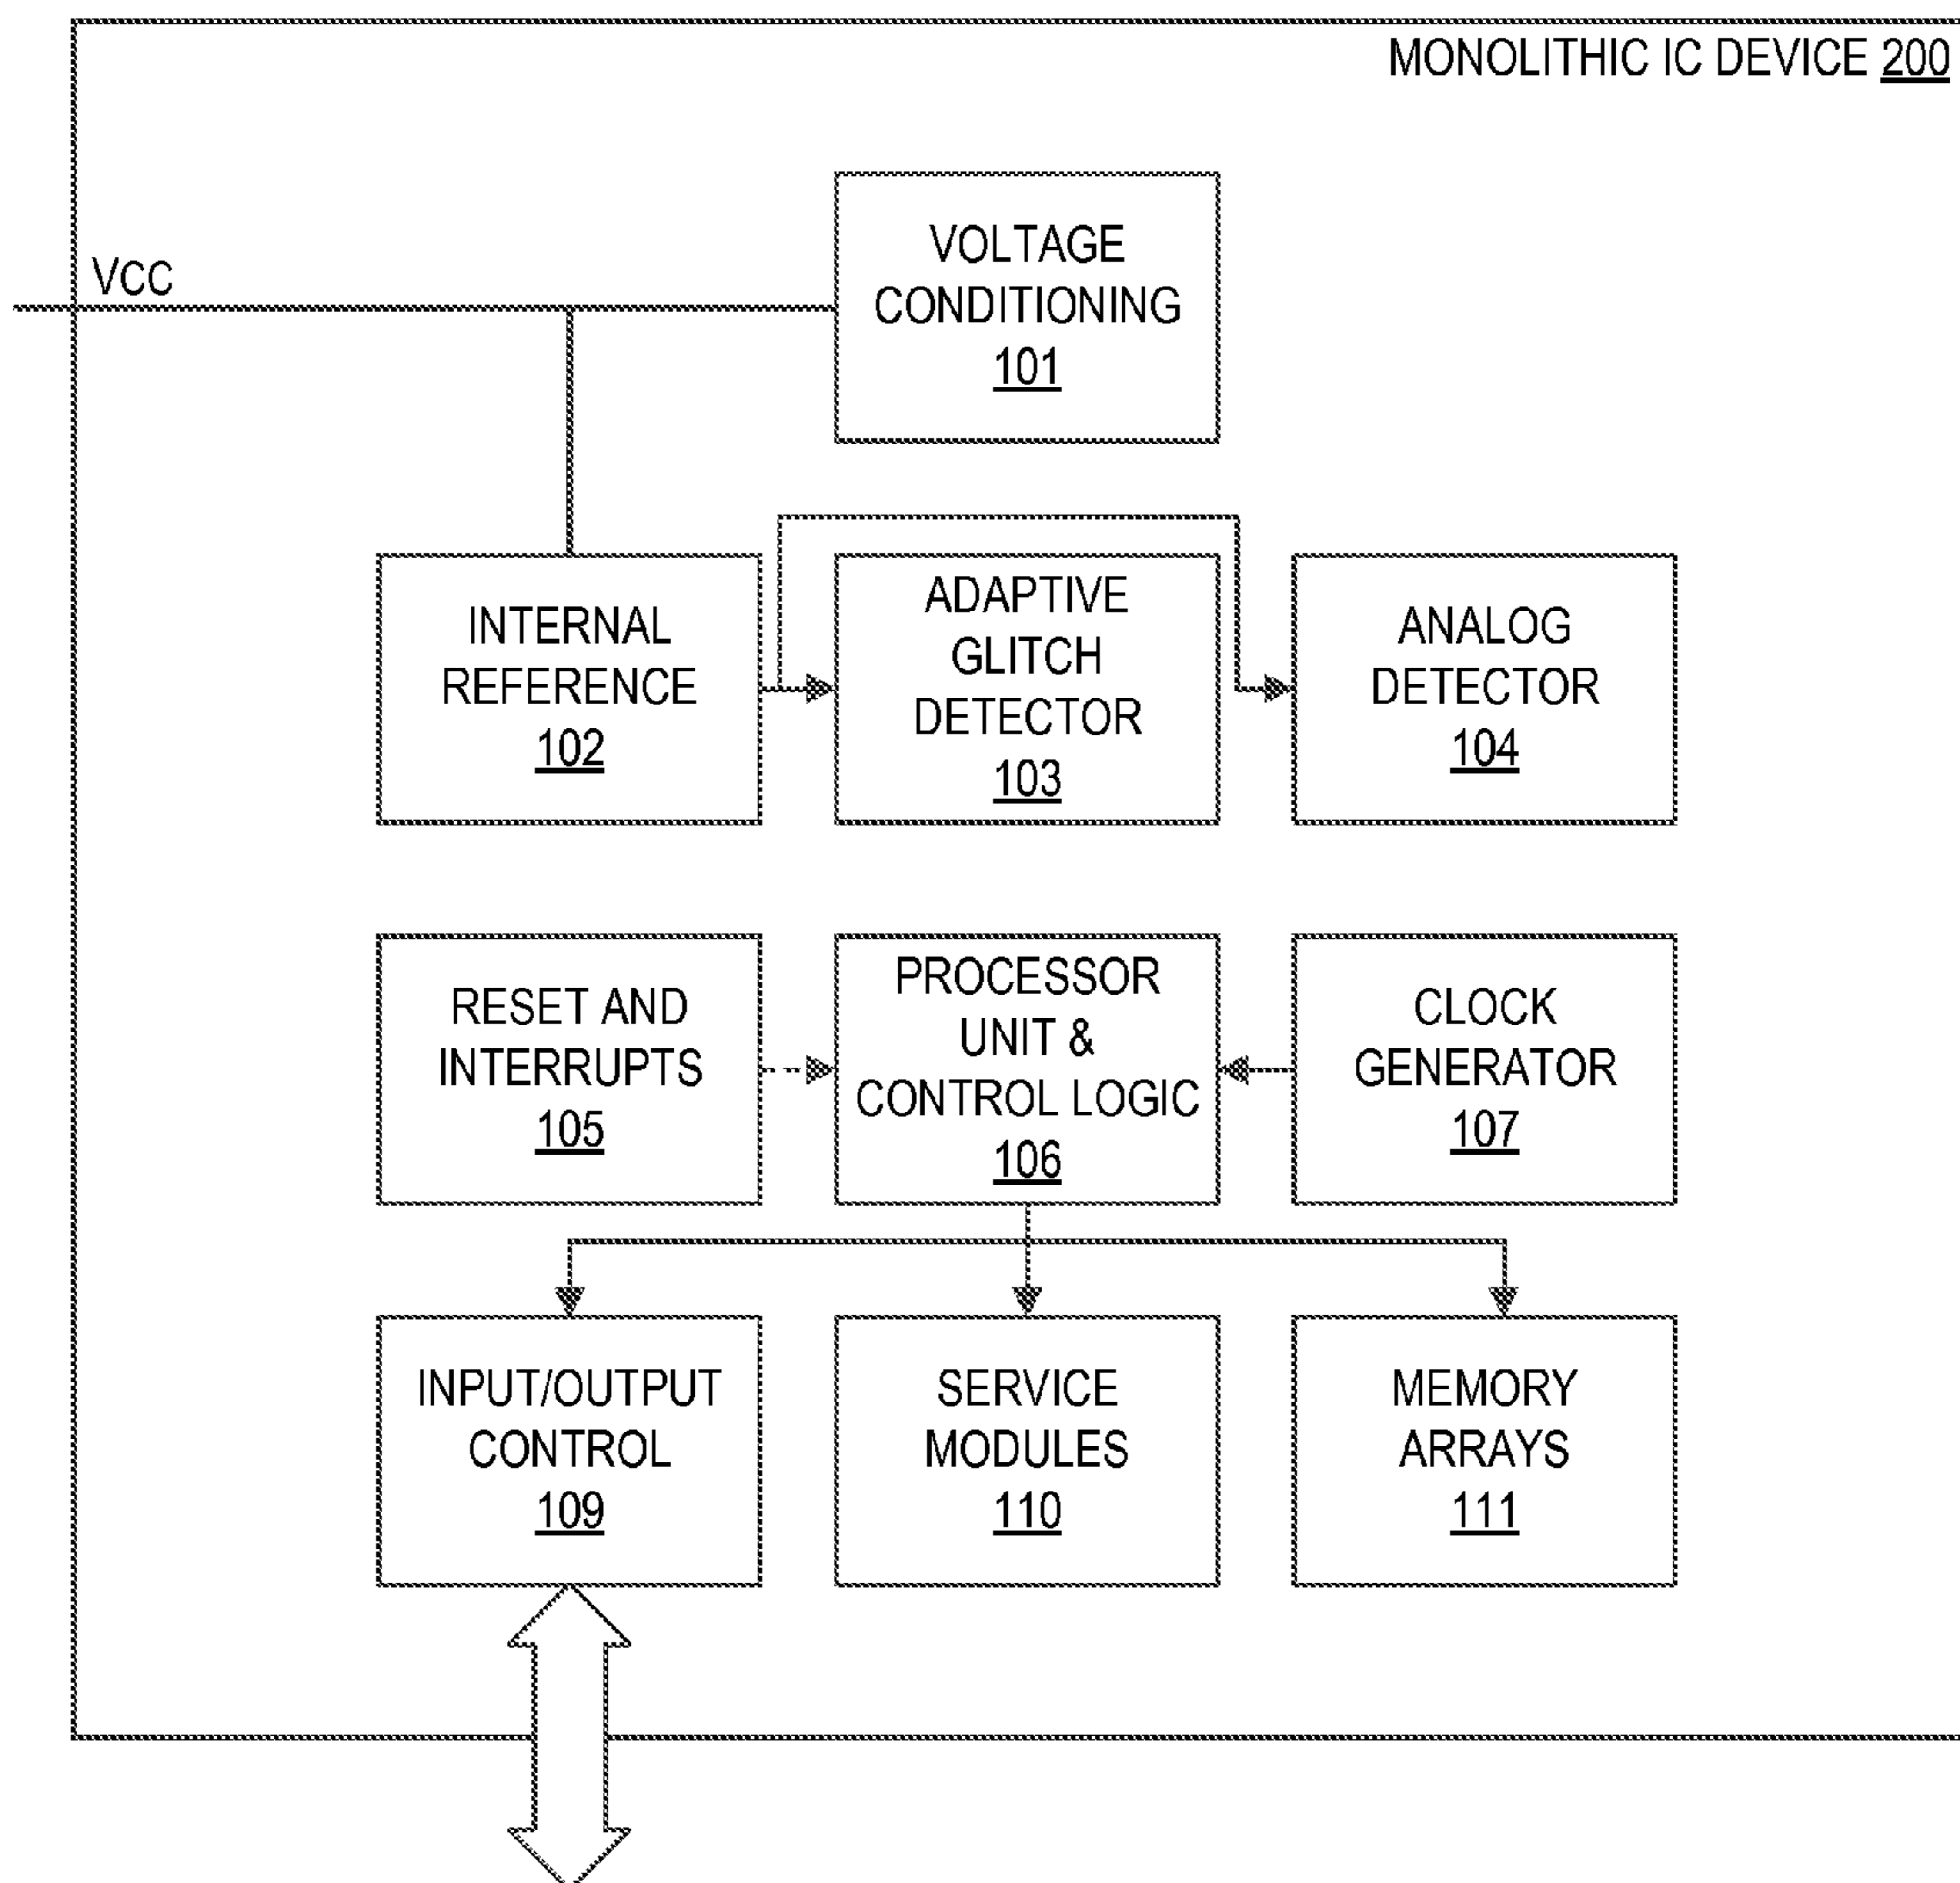 MONOLITHIC IC DEVICE 200
VCC
VOLTAGE
CONDITIONING
101
INTERNAL
REFERENCE
102
ADAPTIVE
GLITCH
DETECTOR
103
ANALOG
DETECTOR
104
RESET AND
INTERRUPTS
105
PROCESSOR
UNIT &
CONTROL LOGIC
106
CLOCK
GENERATOR
107
INPUT/OUTPUT
CONTROL
109
SERVICE
MODULES
110
MEMORY
ARRAYS
111